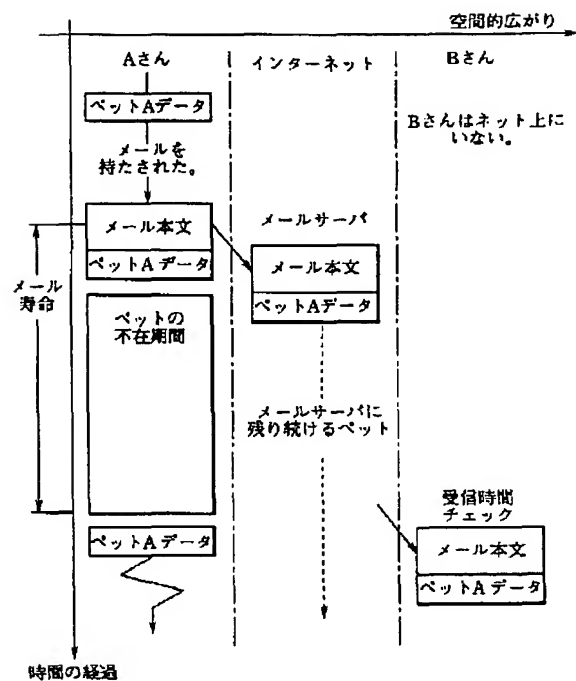 空間的広がり
Aさん
インターネット
Bさん
ペットAデータ
Bさんはネット上に
いない。
メールを
持たされた。
メールサーバ
メール本文
ペットAデータ
メール本文
ペットAデータ
メール
寿命
ペットの
不在期間
メールサーバに
残り続けるペット
受信時間
チェック
ペットAデータ
メール本文
ペットAデータ
時間の経過